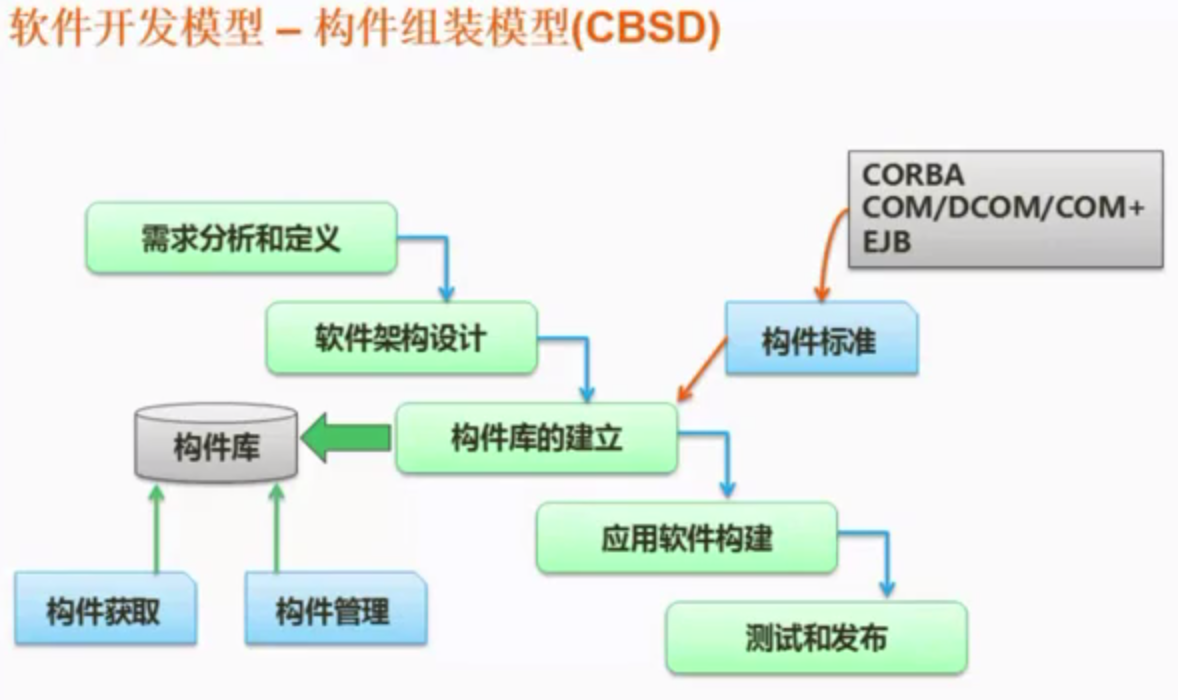 软件开发模型 – 构件组装模型(CBSD)
CORBA
COM/DCOM/COM+
EJB
需求分析和定义
软件架构设计
构件标准
构件库
构件库的建立
应用软件构建
构件获取
构件管理
测试和发布